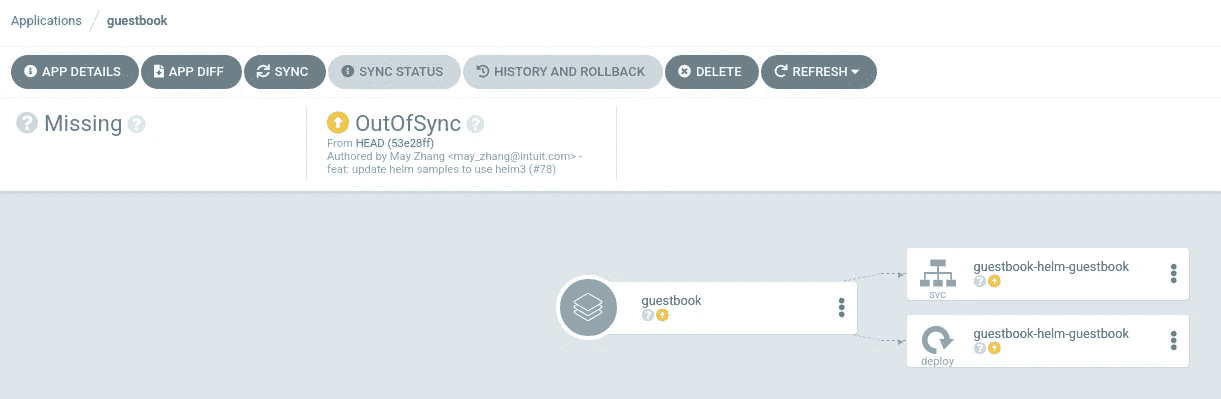 Applications / guestbook
APP DETAILS APP DIFF SYNC SYNC STATUS HISTORY AND ROLLBACK DELETE REFRESH
Missing
OutOfSync
From HEAD (53e28ff)
Authored by May Zhang <may_zhang@intuit.com> -
feat: update helm samples to use helm3 (#78)
guestbook
guestbook-helm-guestbook
svc
guestbook-helm-guestbook
deploy